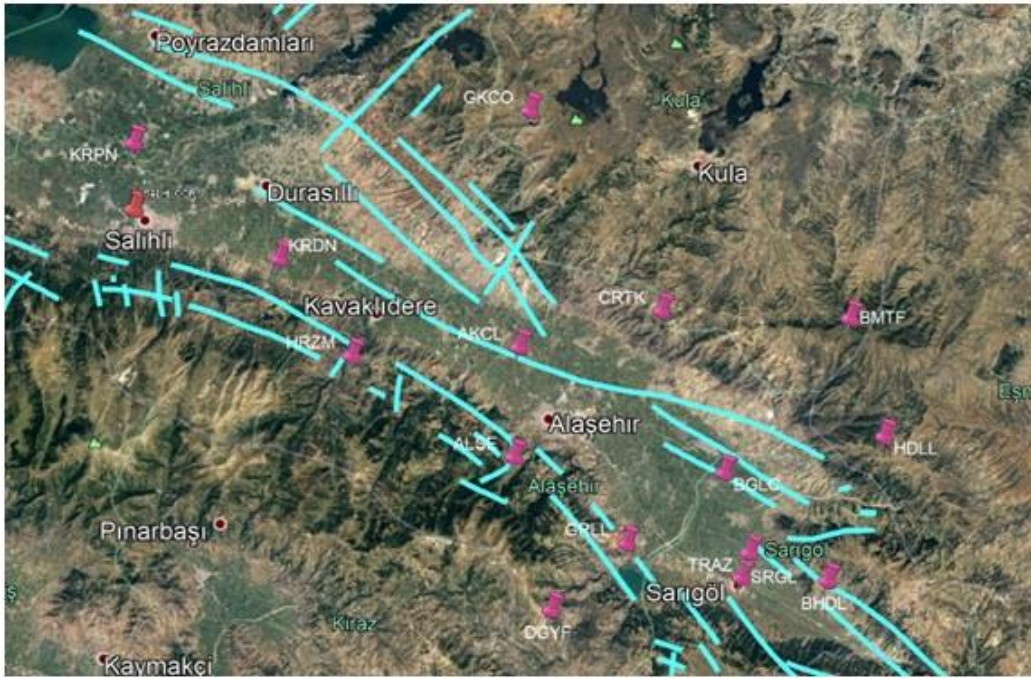 Poyrazdamları
Salihli
GKCO
Kula
KRPN
Kula
Durasıllı
Salihli
KRDN
CRTK
BMTF
Kavaklıdere
AKCL
HRZM
Eşm
Alaşehir
HDLL
ALSE
BGLC
Alaşehir
GRLL
Pınarbaşı
TRAZ
Sarıgöl
SRGL
Sarıgöl
BHDL
DGYF
Kiraz
Kaymakçı